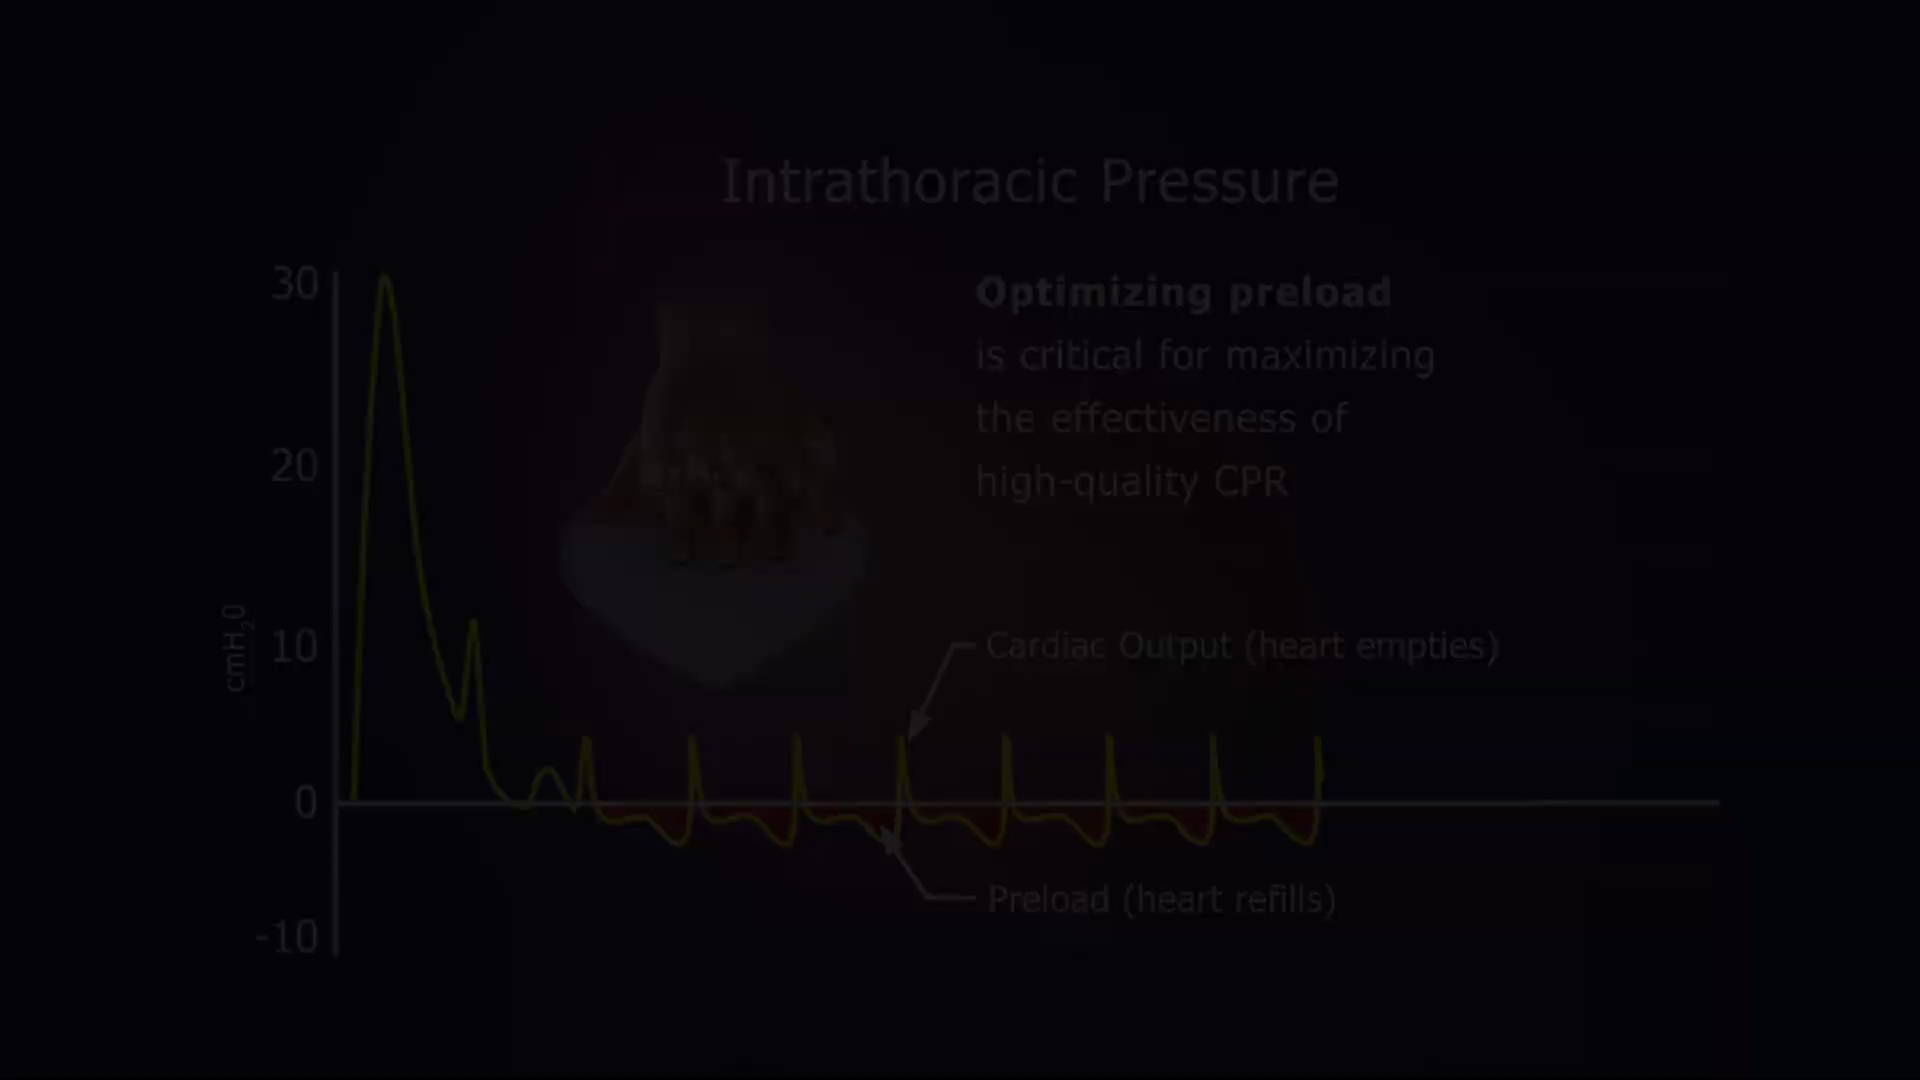 Intrathoracic Pressure
30
Optimizing preload
is critical for maximizing
the effectiveness of
high-quality CPR
20
cmH₂0
10
Cardiac Output (heart empties)
0
Preload (heart refills)
-10